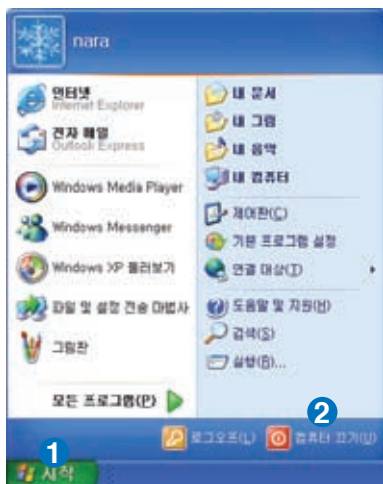 nara
인터넷
Internet Explorer
전자 메일
Outlook Express
Windows Media Player
Windows Messenger
Windows XP 둘러보기
파일 및 설정 전송 마법사
그림판
모든 프로그램(P)
내 문서
내 그림
내 음악
내 컴퓨터
제어판(C)
기본 프로그램 설정
연결 대상(T)
도움말 및 지원(H)
검색(S)
실행(R)...
2
로그오프(L)
컴퓨터 끄기(U)
1
시작